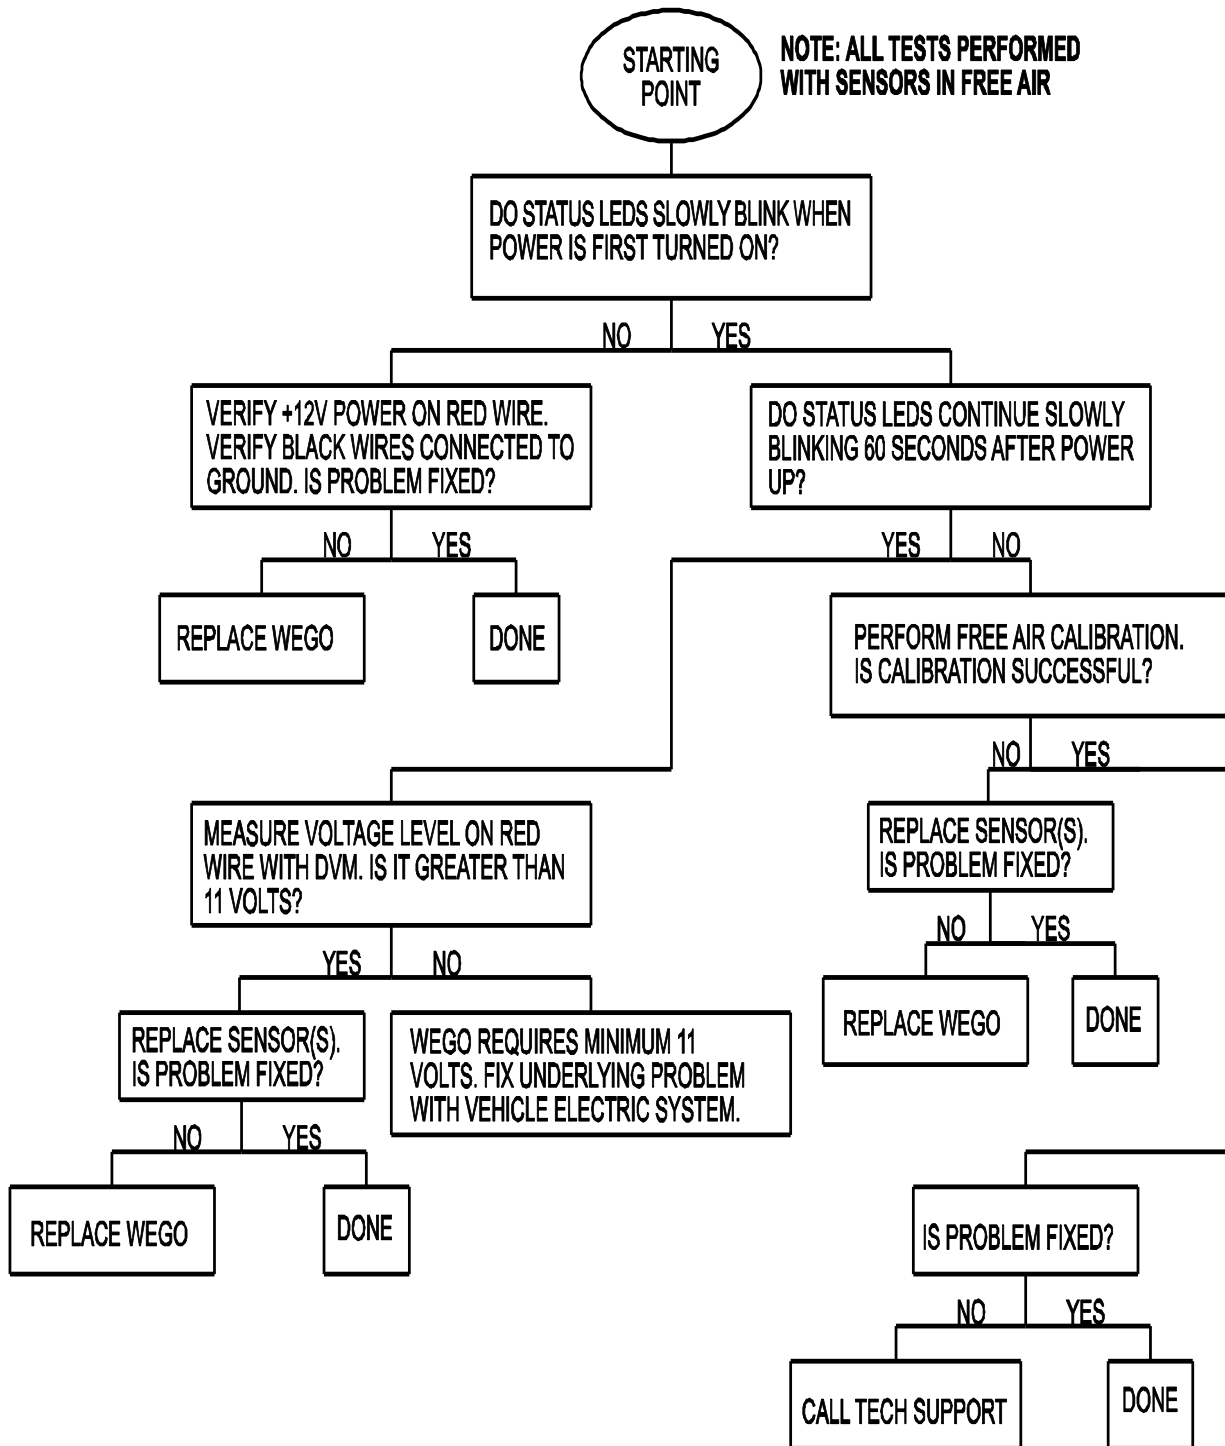 STARTING
POINT
NOTE: ALL TESTS PERFORMED
WITH SENSORS IN FREE AIR
DO STATUS LEDS SLOWLY BLINK WHEN
POWER IS FIRST TURNED ON?
NO
YES
VERIFY +12V POWER ON RED WIRE.
VERIFY BLACK WIRES CONNECTED TO
GROUND. IS PROBLEM FIXED?
DO STATUS LEDS CONTINUE SLOWLY
BLINKING 60 SECONDS AFTER POWER
UP?
NO
YES
YES
NO
REPLACE WEGO
DONE
PERFORM FREE AIR CALIBRATION.
IS CALIBRATION SUCCESSFUL?
NO
YES
MEASURE VOLTAGE LEVEL ON RED
WIRE WITH DVM. IS IT GREATER THAN
11 VOLTS?
REPLACE SENSOR(S).
IS PROBLEM FIXED?
NO
YES
YES
NO
REPLACE WEGO
DONE
REPLACE SENSOR(S).
IS PROBLEM FIXED?
WEGO REQUIRES MINIMUM 11
VOLTS. FIX UNDERLYING PROBLEM
WITH VEHICLE ELECTRIC SYSTEM.
NO
YES
REPLACE WEGO
DONE
IS PROBLEM FIXED?
NO
YES
CALL TECH SUPPORT
DONE